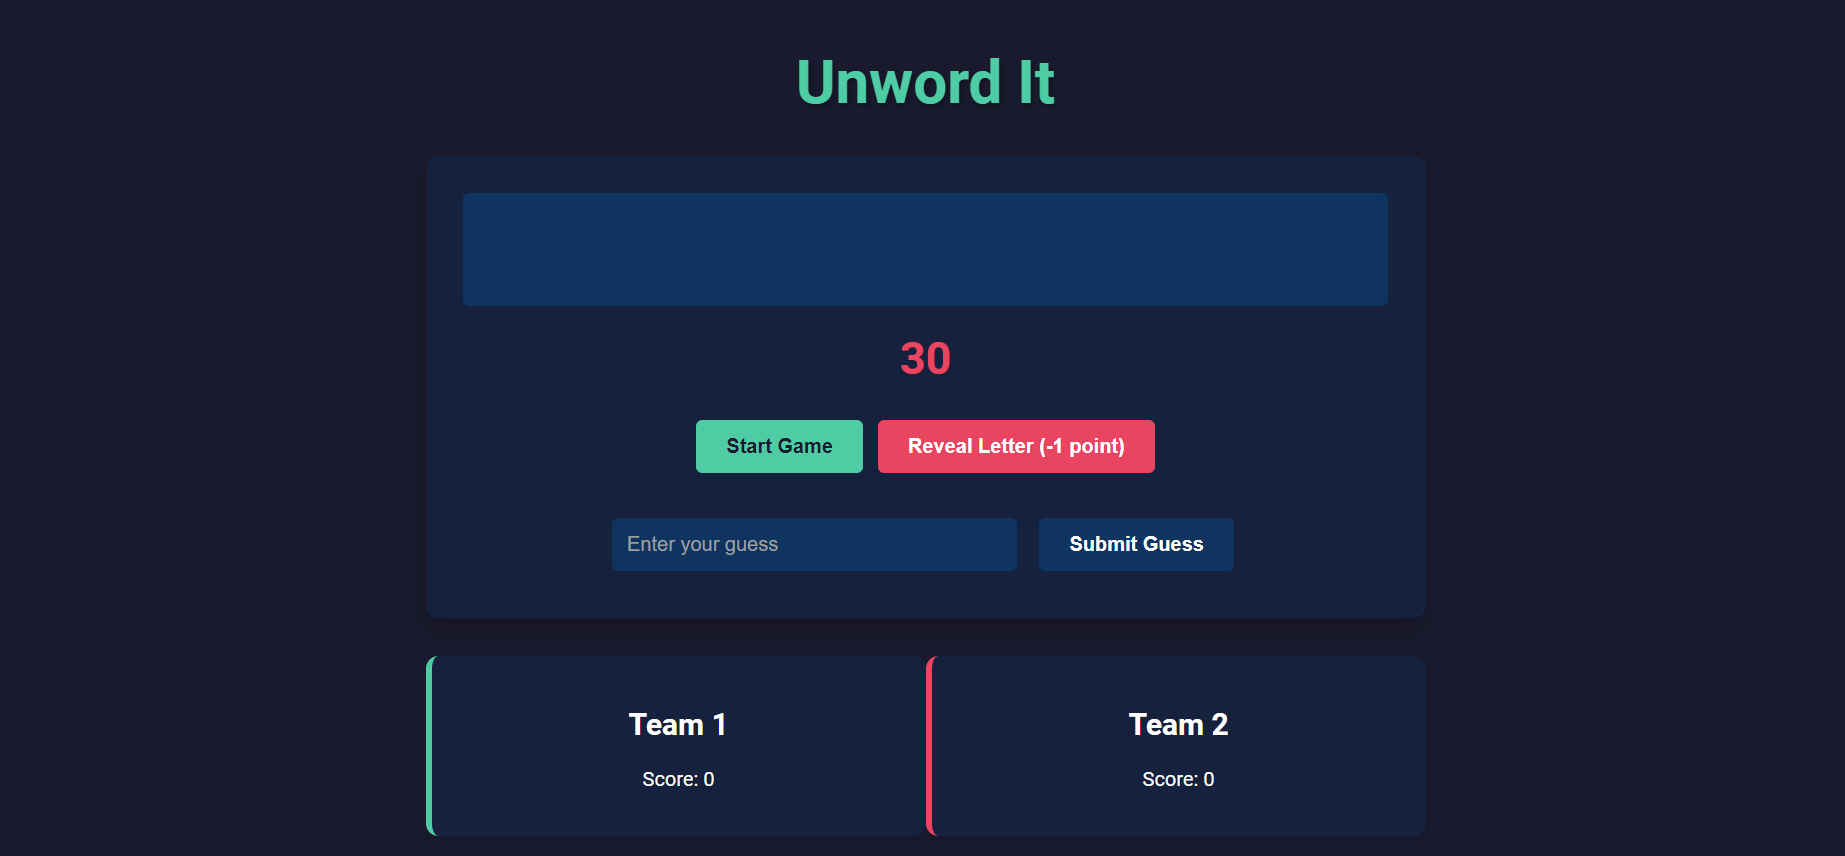 Unword It
30
Start Game
Reveal Letter (-1 point)
Enter your guess
Submit Guess
Team 1
Score: 0
Team 2
Score: 0